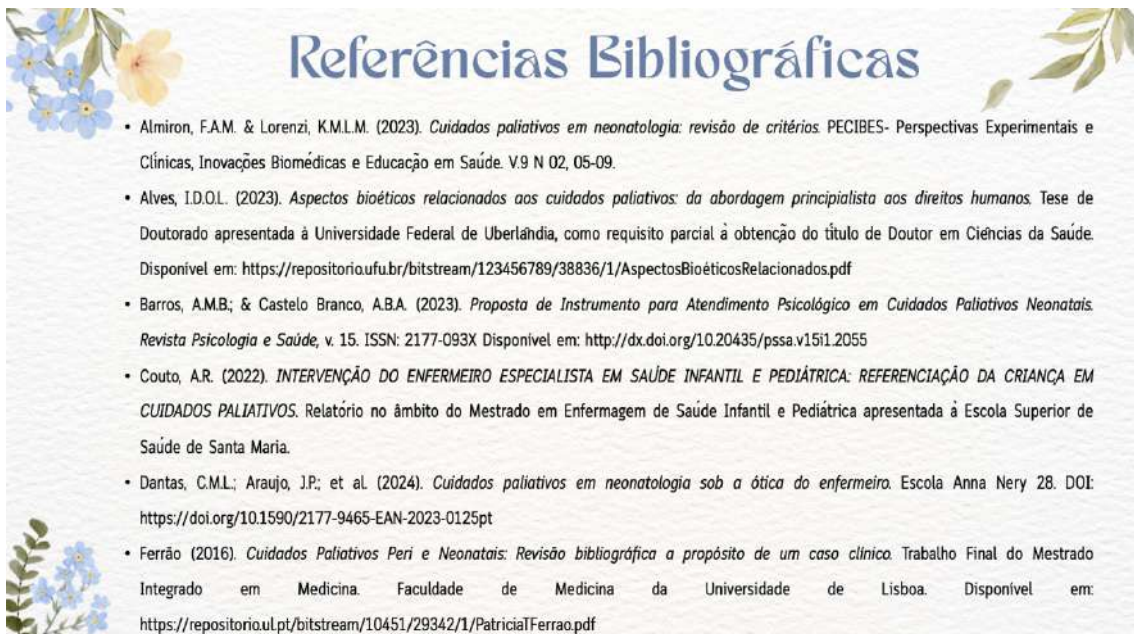 Referências Bibliográficas
• Almiron, F.A.M. & Lorenzi, K.M.L.M. (2023). Cuidados paliativos em neonatologia: revisão de critérios. PECIBES- Perspectivas Experimentais e
Clínicas, Inovações Biomédicas e Educação em Saúde. V.9 N 02, 05-09.
• Alves, I.D.O.L. (2023). Aspectos bioéticos relacionados aos cuidados paliativos: da abordagem principialista aos direitos humanos. Tese de
Doutorado apresentada à Universidade Federal de Uberlândia, como requisito parcial à obtenção do título de Doutor em Ciências da Saúde.
Disponível em: https://repositorio.ufu.br/bitstream/123456789/38836/1/AspectosBioéticosRelacionados.pdf
• Barros, A.M.B.; & Castelo Branco, A.B.A. (2023). Proposta de Instrumento para Atendimento Psicológico em Cuidados Paliativos Neonatais.
Revista Psicologia e Saúde, v. 15. ISSN: 2177-093X Disponível em: http://dx.doi.org/10.20435/pssa.v15i1.2055
• Couto, A.R. (2022). INTERVENÇÃO DO ENFERMEIRO ESPECIALISTA EM SAÚDE INFANTIL E PEDIÁTRICA: REFERENCIAÇÃO DA CRIANÇA EM
CUIDADOS PALIATIVOS. Relatório no âmbito do Mestrado em Enfermagem de Saúde Infantil e Pediátrica apresentada à Escola Superior de
Saúde de Santa Maria.
• Dantas, C.M.L.; Araujo, J.P.; et al. (2024). Cuidados paliativos em neonatologia sob a ótica do enfermeiro. Escola Anna Nery 28. DOI:
https://doi.org/10.1590/2177-9465-EAN-2023-0125pt
• Ferrão (2016). Cuidados Paliativos Peri e Neonatais: Revisão bibliográfica a propósito de um caso clínico. Trabalho Final do Mestrado
Integrado em Medicina. Faculdade de Medicina da Universidade de Lisboa. Disponível em:
https://repositorio.ul.pt/bitstream/10451/29342/1/PatriciaTFerrao.pdf